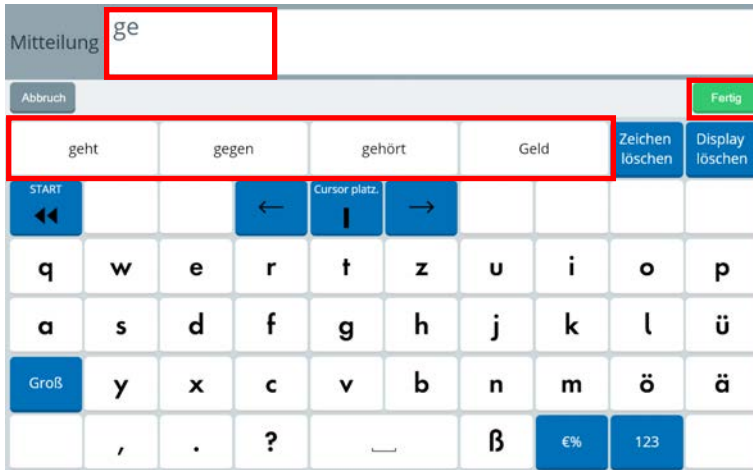 Mitteilung ge
Abbruch Fertig
geht gegen gehört Geld Zeichen löschen Display löschen
START ← Cursor platz. →
q w e r t z u i o p
a s d f g h j k l ü
Groß y x c v b n m ö ä
, . ? ß €% 123